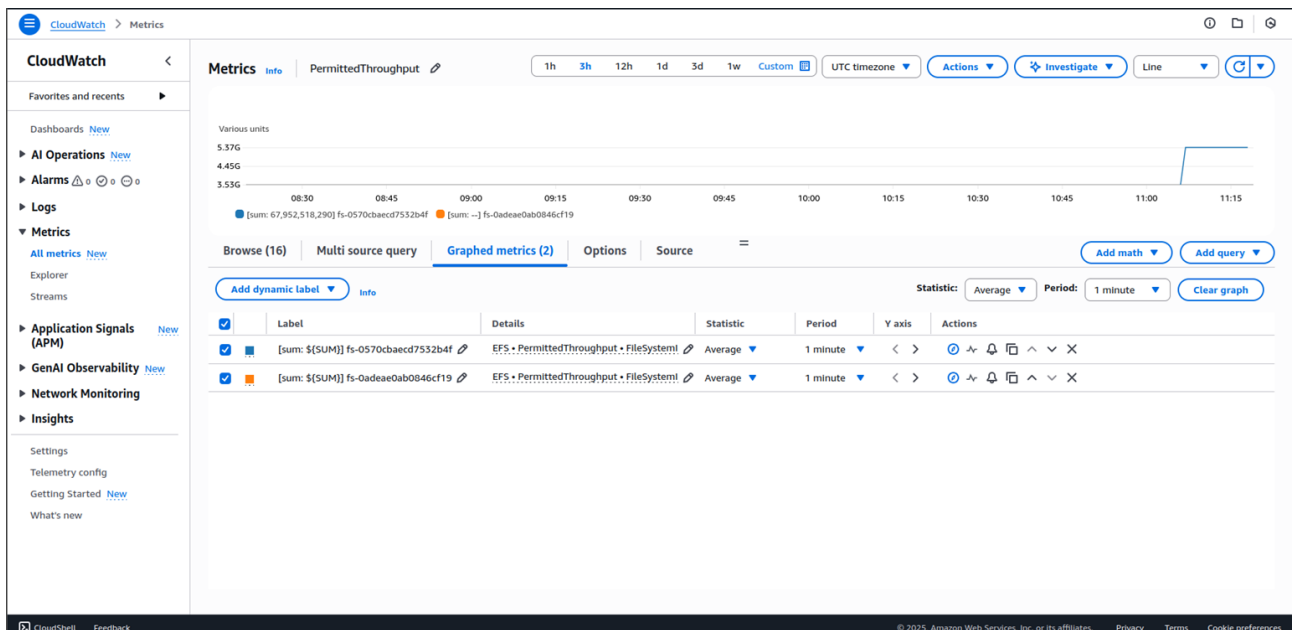 CloudWatch > Metrics
CloudWatch
Favorites and recents
Dashboards New
AI Operations New
Alarms 0 0 0
Logs
Metrics
All metrics New
Explorer
Streams
Application Signals (APM) New
GenAI Observability New
Network Monitoring
Insights
Settings
Telemetry config
Getting Started New
What's new
Metrics Info PermittedThroughput 1h 3h 12h 1d 3d 1w Custom UTC timezone Actions Investigate Line
Various units
5.37G
4.45G
3.53G
08:30 08:45 09:00 09:15 09:30 09:45 10:00 10:15 10:30 10:45 11:00 11:15
[sum: 67,952,518,290] fs-0570cbaecd7532b4f [sum: --] fs-0adeae0ab0846cf19
Browse (16) Multi source query Graphed metrics (2) Options Source Add math Add query
Add dynamic label Info Statistic: Average Period: 1 minute Clear graph
Label Details Statistic Period Y axis Actions
[sum: ${SUM}] fs-0570cbaecd7532b4f EFS • PermittedThroughput • FileSystemI Average 1 minute < >
[sum: ${SUM}] fs-0adeae0ab0846cf19 EFS • PermittedThroughput • FileSystemI Average 1 minute < >
CloudShell Feedback © 2025, Amazon Web Services, Inc. or its affiliates. Privacy Terms Cookie preferences